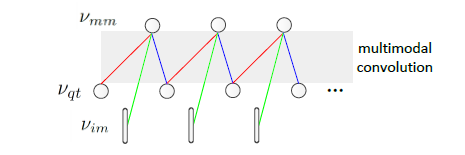 ν_mm
multimodal
convolution
ν_qt
...
ν_im